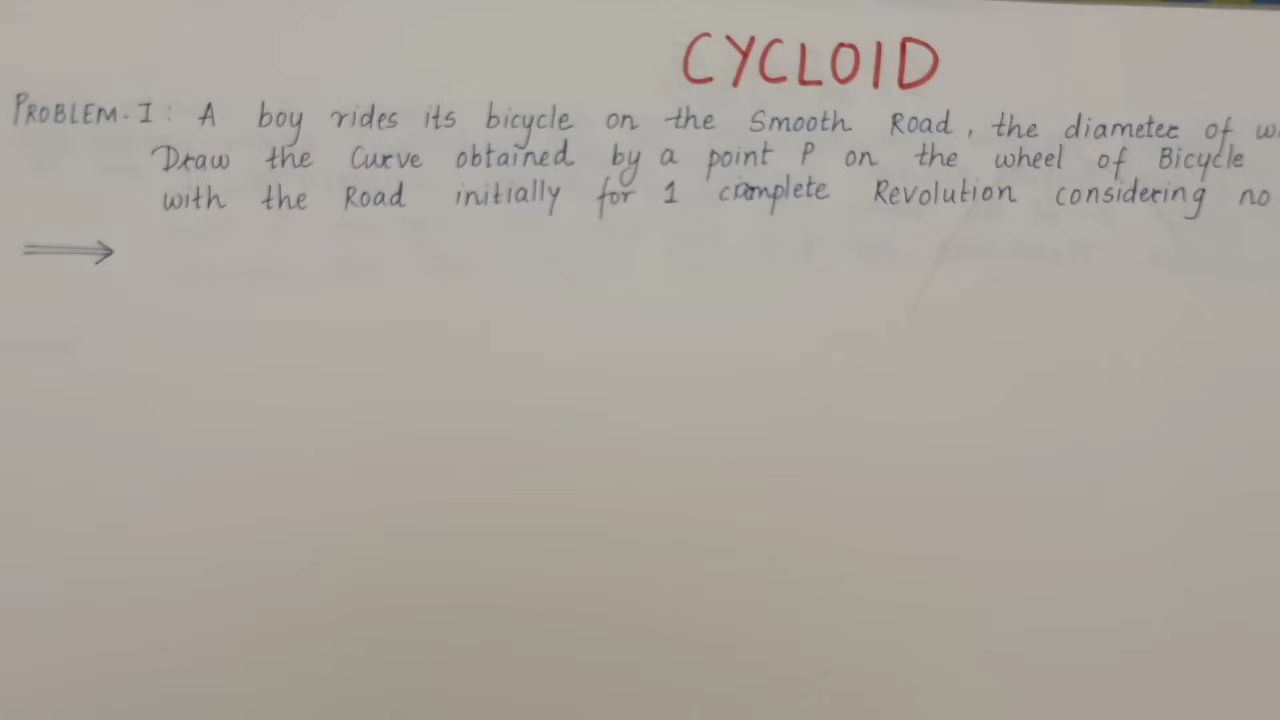 CYCLOID
PROBLEM-I: A boy rides its bicycle on the Smooth Road, the diameter of
Draw the Curve obtained by a point P on the wheel of Bicycle
with the Road initially for 1 complete Revolution considering no